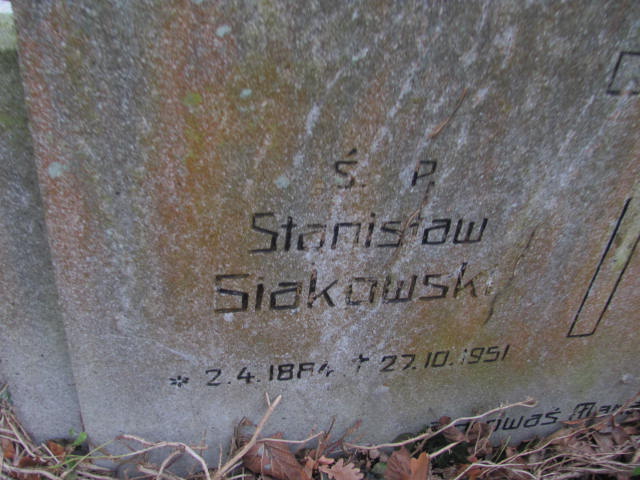 Ś. P.
Stanisław
Siakowski
* 2.4.1884 † 27.10.1951